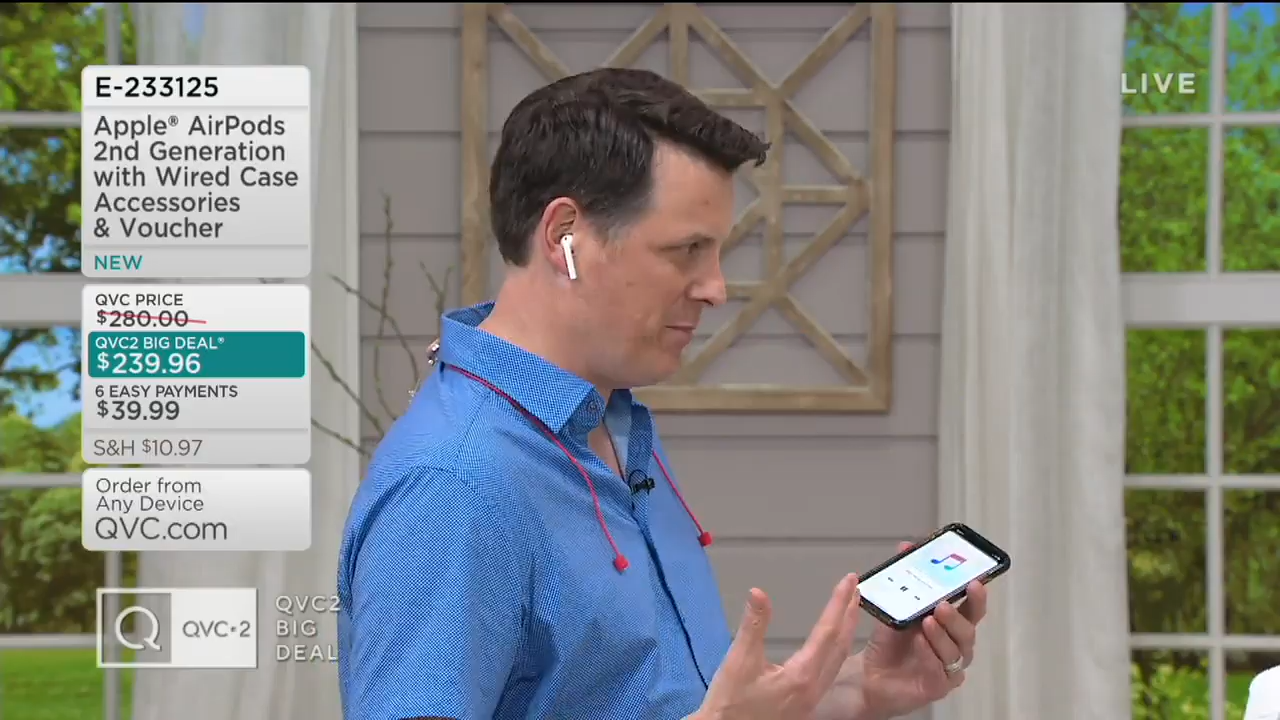 E-233125
Apple® AirPods
2nd Generation
with Wired Case
Accessories
& Voucher
NEW
QVC PRICE
$280.00
QVC2 BIG DEAL®
$239.96
6 EASY PAYMENTS
$39.99
S&H $10.97
Order from
Any Device
QVC.com
Q QVC•2
QVC2
BIG
DEAL
LIVE